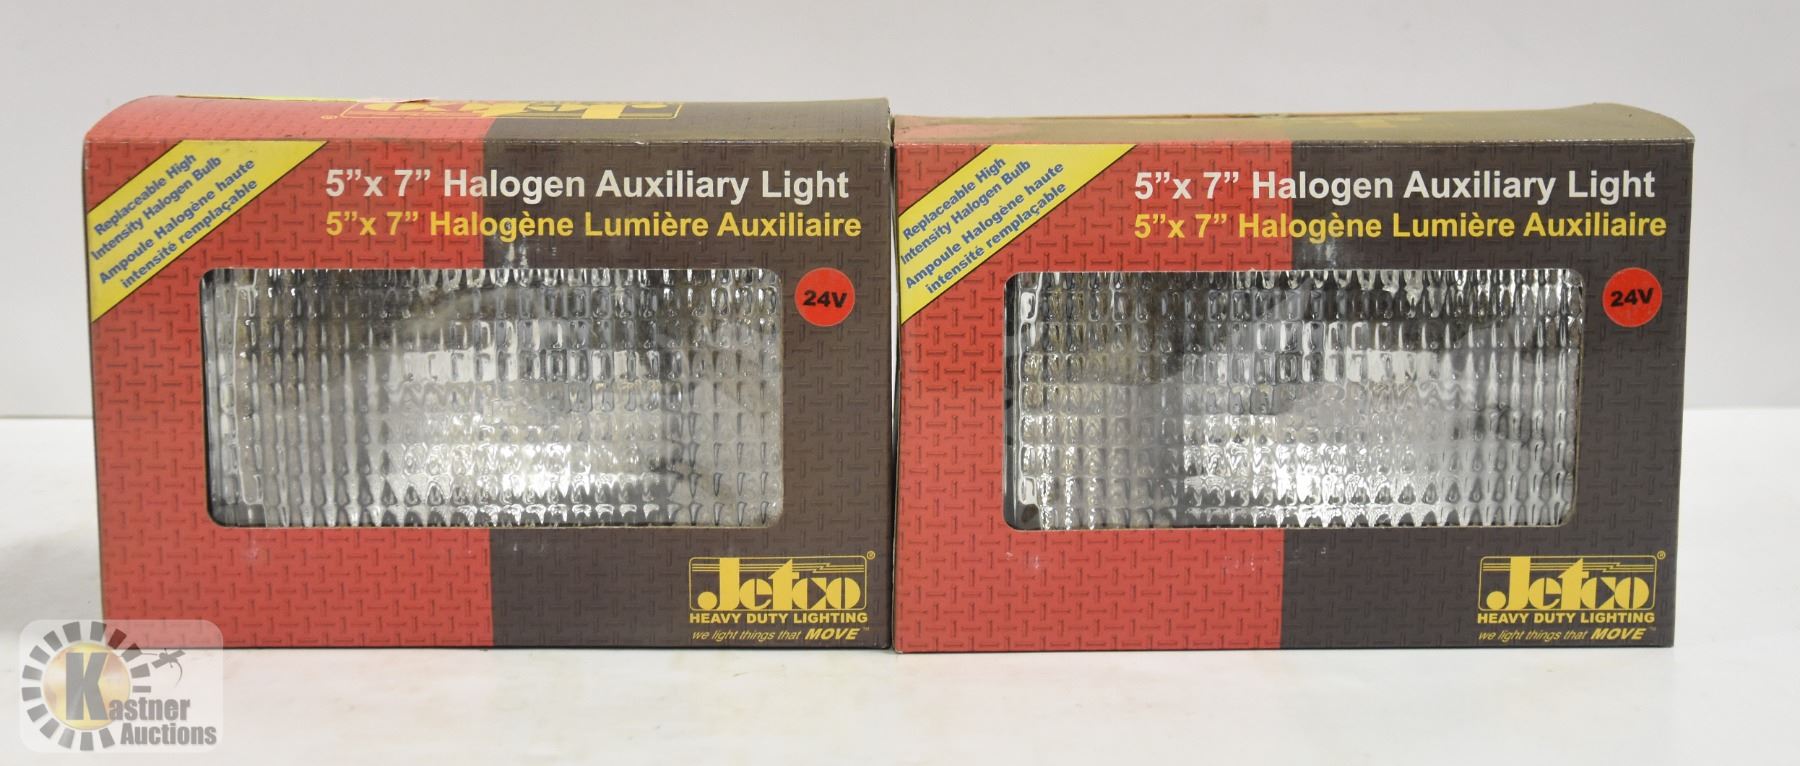 Replaceable High
Intensity Halogen Bulb
Ampoule Halogène haute
intensité remplaçable
5”x 7” Halogen Auxiliary Light
5”x 7” Halogène Lumière Auxiliaire
24V
Jetco®
HEAVY DUTY LIGHTING
we light things that MOVE™
Replaceable High
Intensity Halogen Bulb
Ampoule Halogène haute
intensité remplaçable
5”x 7” Halogen Auxiliary Light
5”x 7” Halogène Lumière Auxiliaire
24V
Jetco®
HEAVY DUTY LIGHTING
we light things that MOVE™
Kastner
Auctions